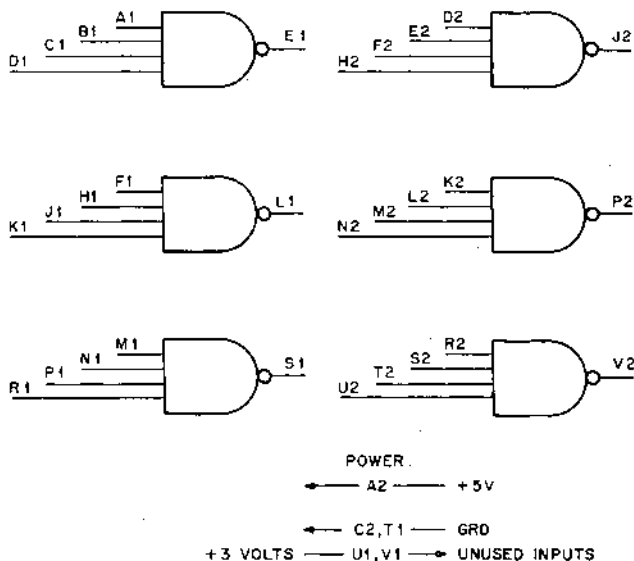 A1
B1
C1
D1
E1
D2
E2
F2
H2
J2
F1
H1
J1
K1
L1
K2
L2
M2
N2
P2
M1
N1
P1
R1
S1
R2
S2
T2
U2
V2
POWER.
A2 +5V
C2,T1 GRD
+3 VOLTS U1,V1 UNUSED INPUTS